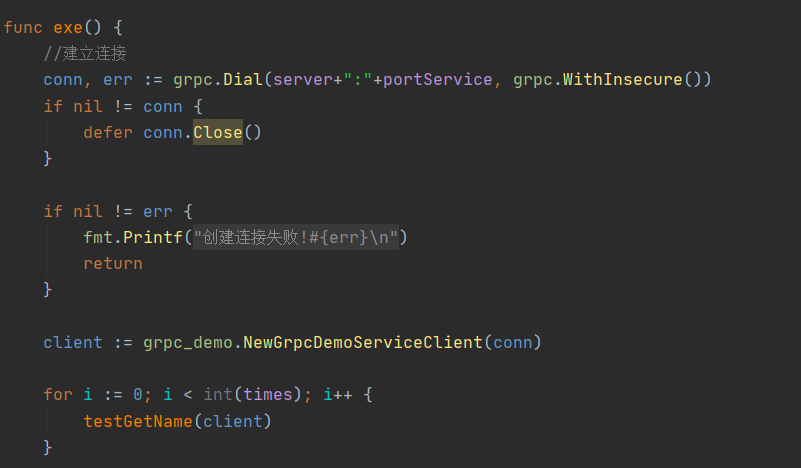 func exe() {
    //建立连接
    conn, err := grpc.Dial(server+":"+portService, grpc.WithInsecure())
    if nil != conn {
        defer conn.Close()
    }

    if nil != err {
        fmt.Printf("创建连接失败!#{err}\n")
        return
    }

    client := grpc_demo.NewGrpcDemoServiceClient(conn)

    for i := 0; i < int(times); i++ {
        testGetName(client)
    }